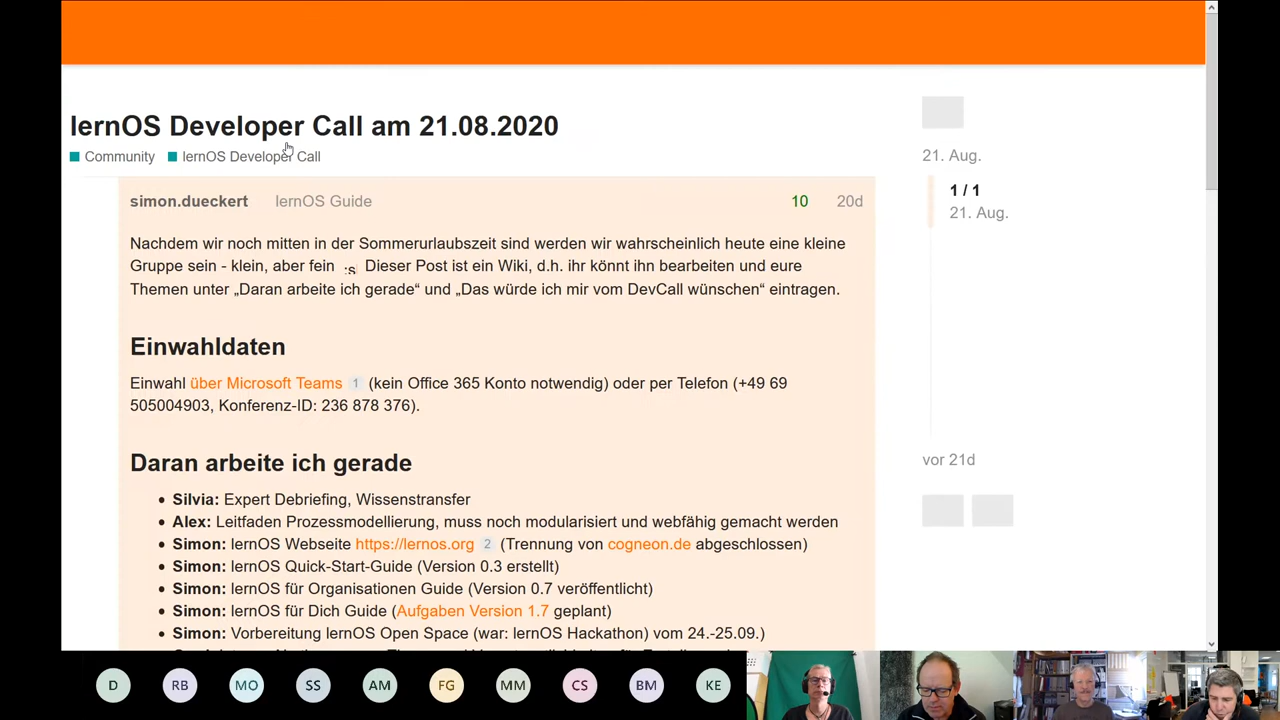 lernOS Developer Call am 21.08.2020
Community lernOS Developer Call
21. Aug.
1 / 1
21. Aug.
simon.dueckert lernOS Guide 10 20d
Nachdem wir noch mitten in der Sommerurlaubszeit sind werden wir wahrscheinlich heute eine kleine
Gruppe sein - klein, aber fein :s Dieser Post ist ein Wiki, d.h. ihr könnt ihn bearbeiten und eure
Themen unter „Daran arbeite ich gerade“ und „Das würde ich mir vom DevCall wünschen“ eintragen.
Einwahldaten
Einwahl über Microsoft Teams 1 (kein Office 365 Konto notwendig) oder per Telefon (+49 69
505004903, Konferenz-ID: 236 878 376).
Daran arbeite ich gerade
vor 21d
• Silvia: Expert Debriefing, Wissenstransfer
• Alex: Leitfaden Prozessmodellierung, muss noch modularisiert und webfähig gemacht werden
• Simon: lernOS Webseite https://lernos.org 2 (Trennung von cogneon.de abgeschlossen)
• Simon: lernOS Quick-Start-Guide (Version 0.3 erstellt)
• Simon: lernOS für Organisationen Guide (Version 0.7 veröffentlicht)
• Simon: lernOS für Dich Guide (Aufgaben Version 1.7 geplant)
• Simon: Vorbereitung lernOS Open Space (war: lernOS Hackathon) vom 24.-25.09.)
D RB MO SS AM FG MM CS BM KE